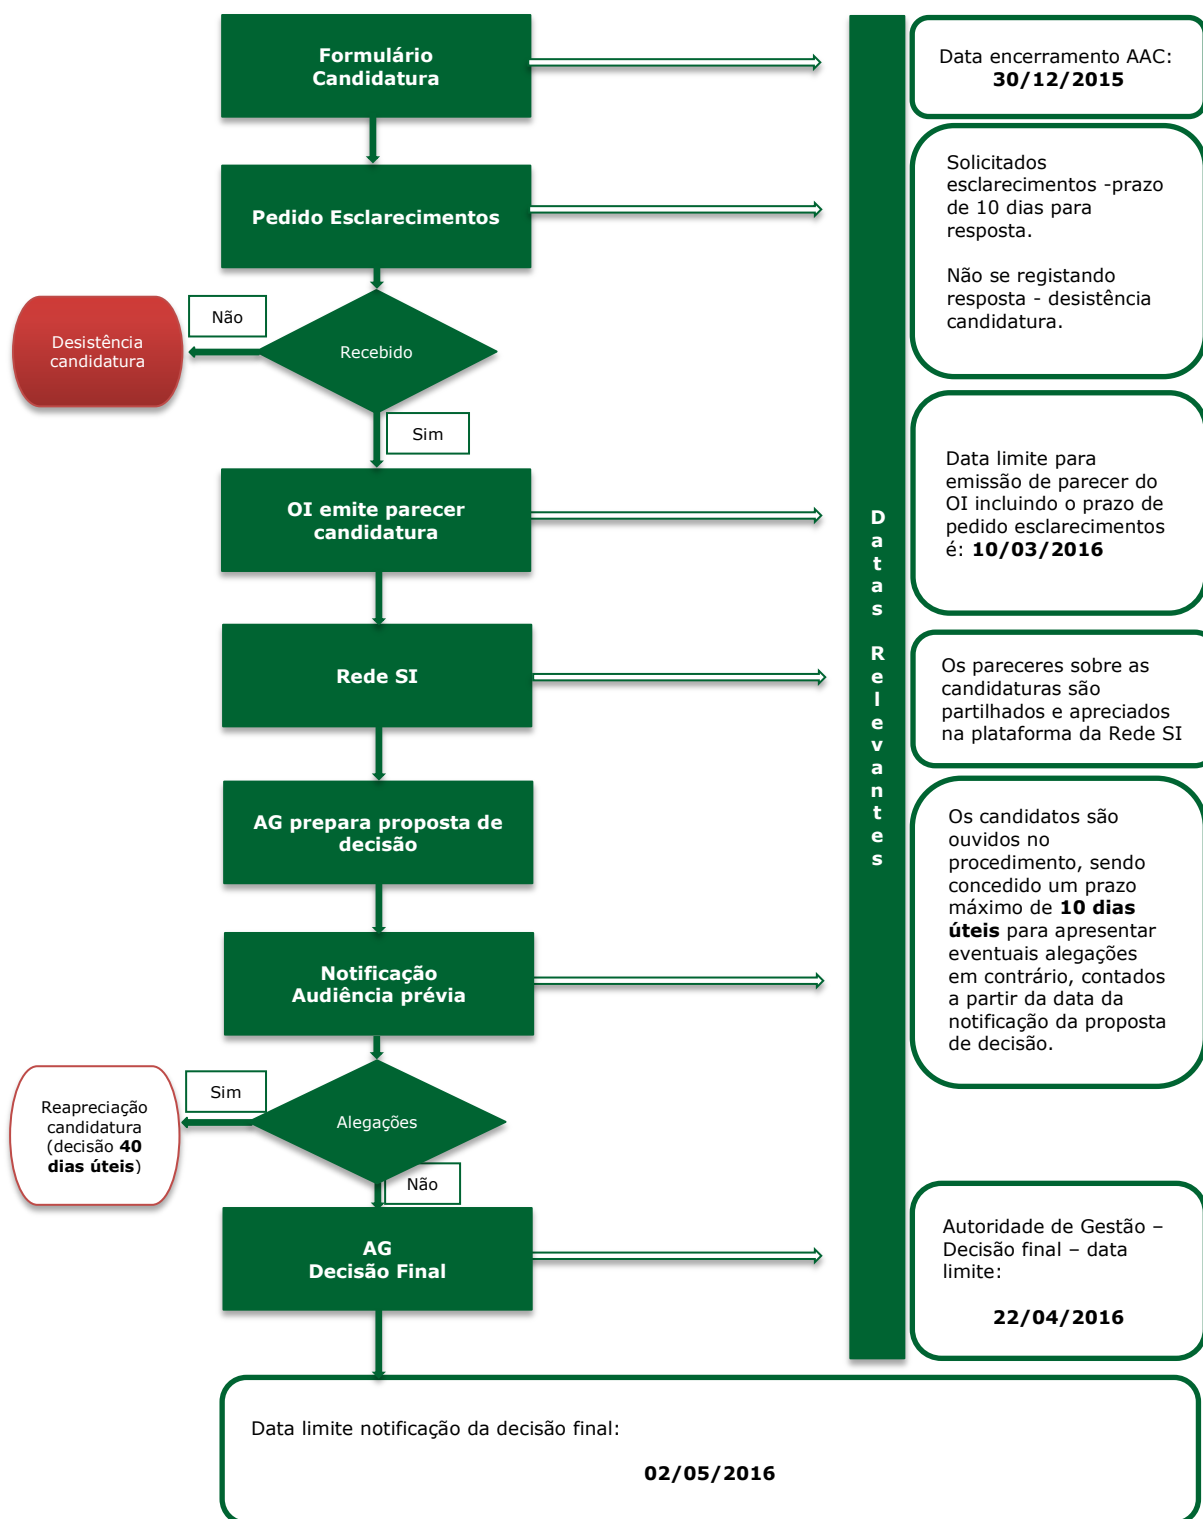 Formulário
Candidatura
Data encerramento AAC:
30/12/2015
Pedido Esclarecimentos
Solicitados
esclarecimentos -prazo
de 10 dias para
resposta.
Não se registando
resposta - desistência
candidatura.
Não
Desistência
candidatura
Recebido
Sim
OI emite parecer
candidatura
Data limite para
emissão de parecer do
OI incluindo o prazo de
pedido esclarecimentos
é: 10/03/2016
Datas Relevantes
Rede SI
Os pareceres sobre as
candidaturas são
partilhados e apreciados
na plataforma da Rede SI
AG prepara proposta de
decisão
Os candidatos são
ouvidos no
procedimento, sendo
concedido um prazo
máximo de 10 dias
úteis para apresentar
eventuais alegações
em contrário, contados
a partir da data da
notificação da proposta
de decisão.
Notificação
Audiência prévia
Sim
Reapreciação
candidatura
(decisão 40
dias úteis)
Alegações
Não
AG
Decisão Final
Autoridade de Gestão –
Decisão final – data
limite:
22/04/2016
Data limite notificação da decisão final:
02/05/2016